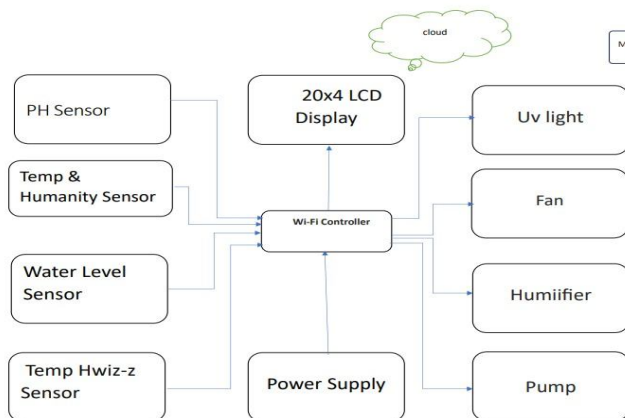 cloud
M
PH Sensor
20x4 LCD
Display
Uv light
Temp &
Humanity Sensor
Wi-Fi Controller
Fan
Water Level
Sensor
Humiifier
Temp Hwiz-z
Sensor
Power Supply
Pump